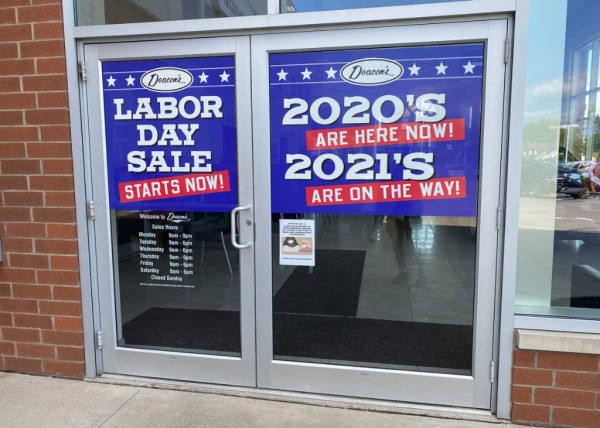 Deacon's
LABOR
DAY
SALE
STARTS NOW!
Welcome to Deacon's
Sales Hours
Monday 9am - 9pm
Tuesday 9am - 6pm
Wednesday 9am - 6pm
Thursday 9am - 9pm
Friday 9am - 6pm
Saturday 9am - 5pm
Closed Sunday
Deacon's
2020'S
ARE HERE NOW!
2021'S
ARE ON THE WAY!